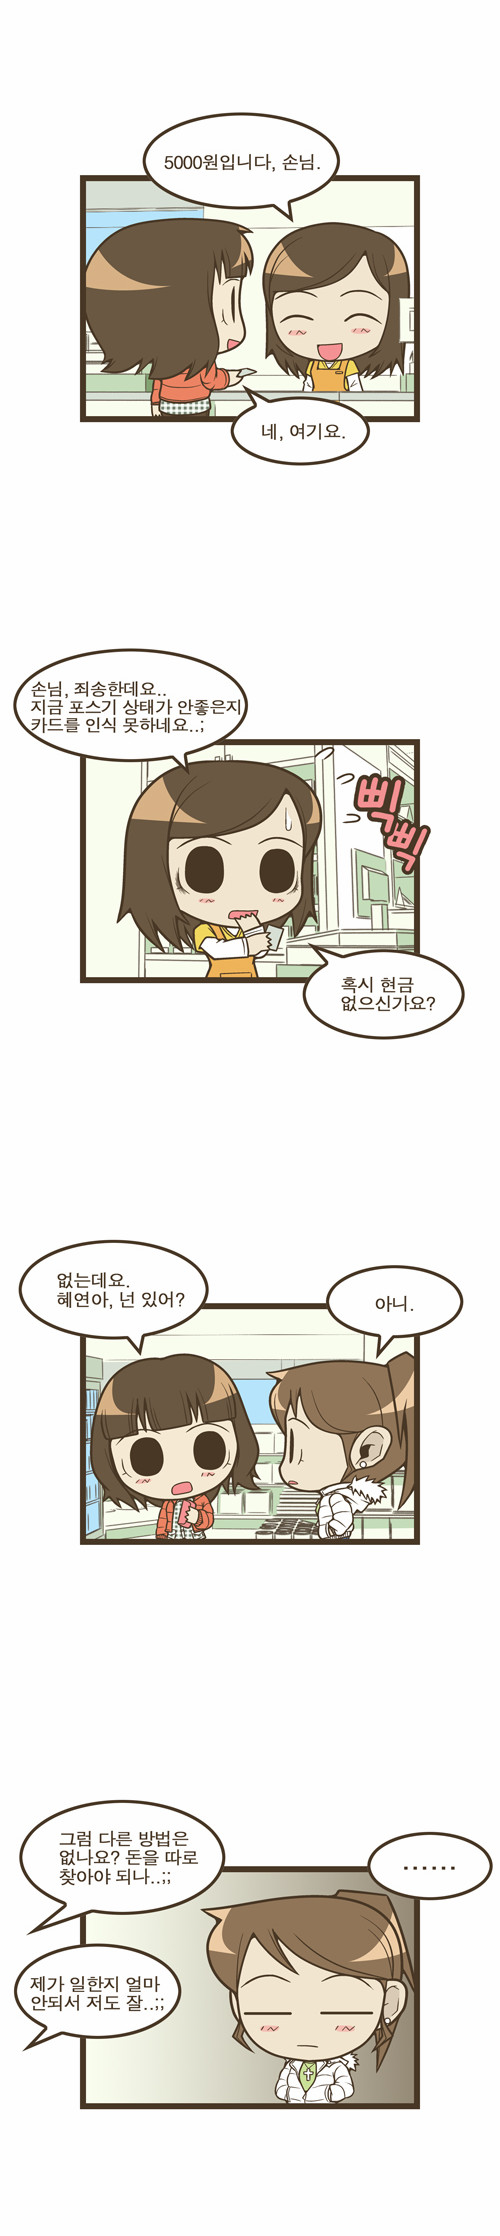 5000원입니다, 손님.
네, 여기요.
손님, 죄송한데요..
지금 포스기 상태가 안좋은지
카드를 인식 못하네요..;
삑
삑
혹시 현금
없으신가요?
없는데요.
혜연아, 넌 있어?
아니.
그럼 다른 방법은
없나요? 돈을 따로
찾아야 되나..;;
......
제가 일한지 얼마
안되서 저도 잘..;;